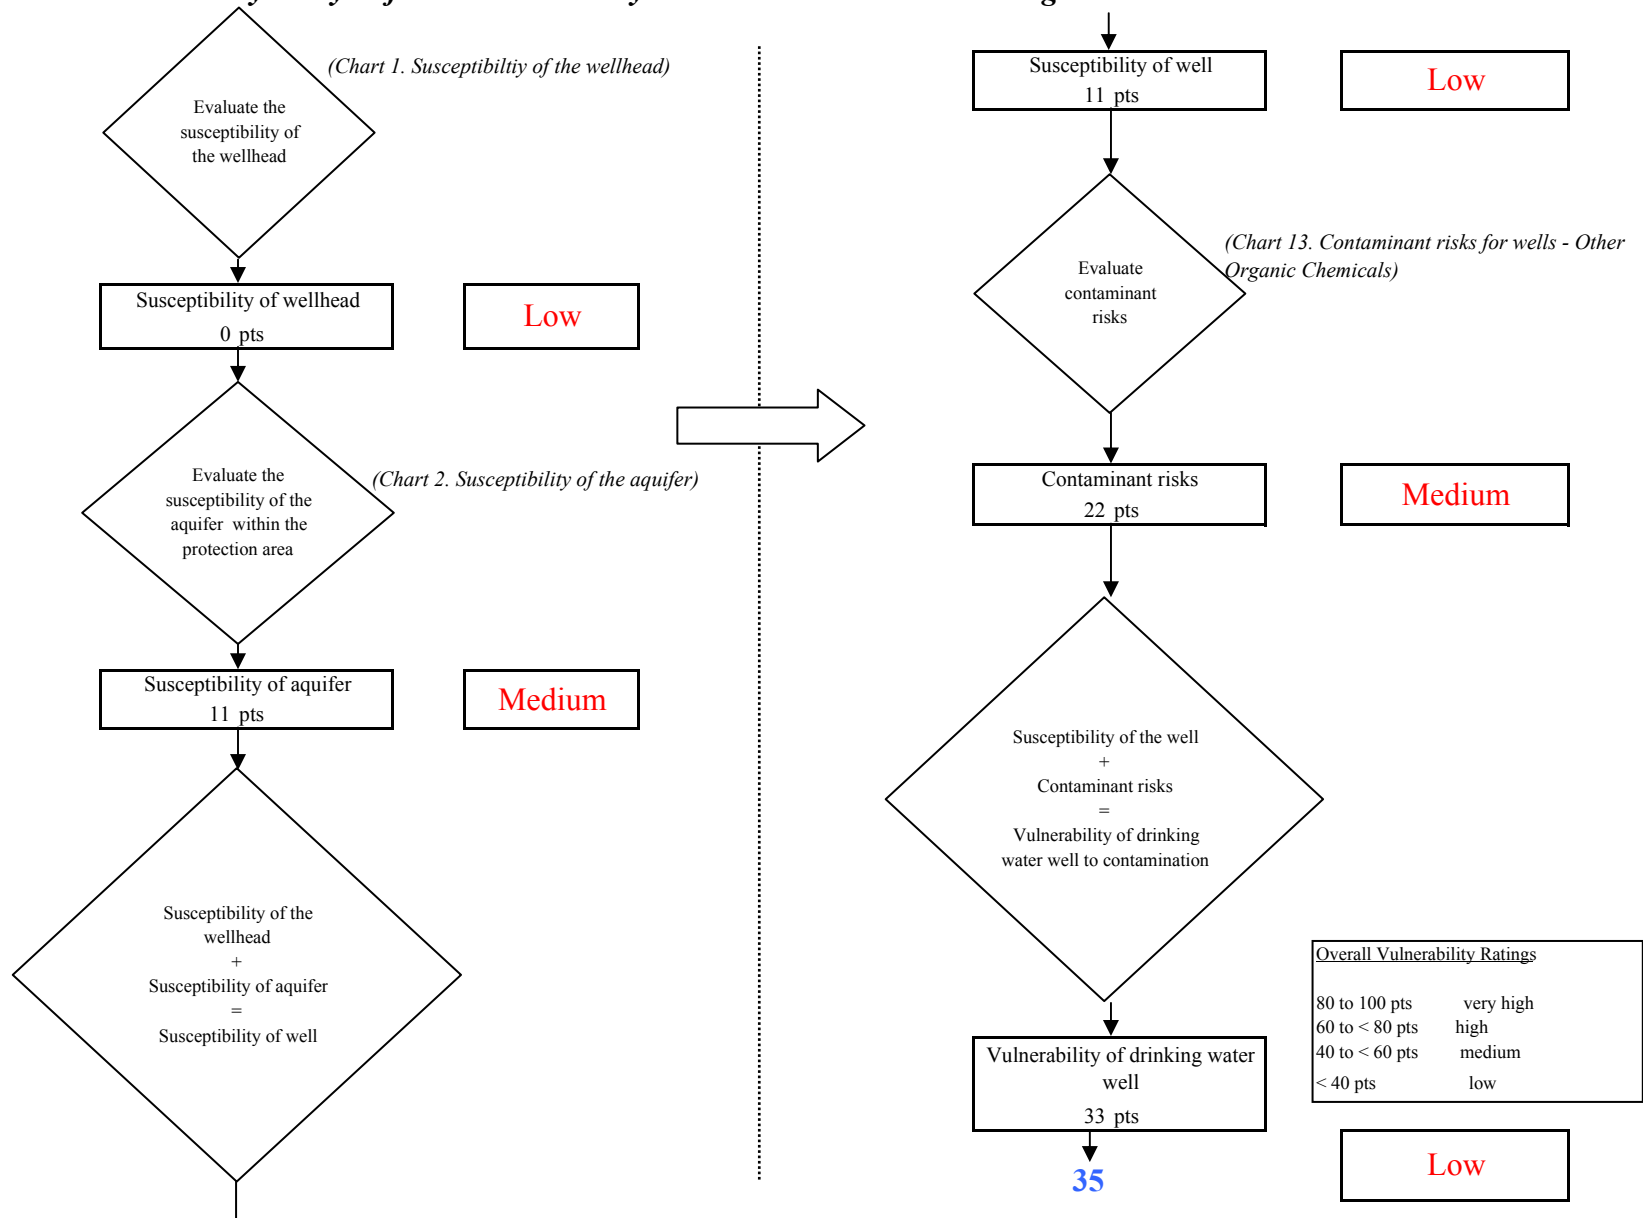 (Chart 1. Susceptibiltiy of the wellhead)
Evaluate the
susceptibility of
the wellhead
Susceptibility of wellhead
0 pts
Low
Evaluate the
susceptibility of the
aquifer within the
protection area
(Chart 2. Susceptibility of the aquifer)
Susceptibility of aquifer
11 pts
Medium
Susceptibility of the
wellhead
+
Susceptibility of aquifer
=
Susceptibility of well
Susceptibility of well
11 pts
Low
Evaluate
contaminant
risks
(Chart 13. Contaminant risks for wells - Other
Organic Chemicals)
Contaminant risks
22 pts
Medium
Susceptibility of the well
+
Contaminant risks
=
Vulnerability of drinking
water well to contamination
Overall Vulnerability Ratings
80 to 100 pts very high
60 to < 80 pts high
40 to < 60 pts medium
< 40 pts low
Vulnerability of drinking water
well
33 pts
35
Low